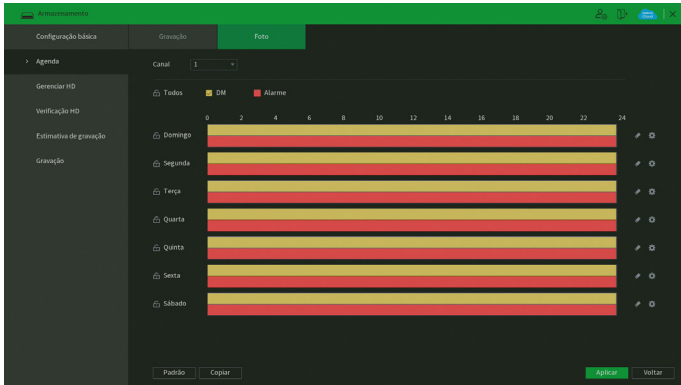 Armazenamento
Configuração básica
Gravação
Foto
Agenda
Canal 1
Gerenciar HD
Todos DM Alarme
Verificação HD
0 2 4 6 8 10 12 14 16 18 20 22 24
Estimativa de gravação
Domingo
Gravação
Segunda
Terça
Quarta
Quinta
Sexta
Sábado
Padrão Copiar Aplicar Voltar